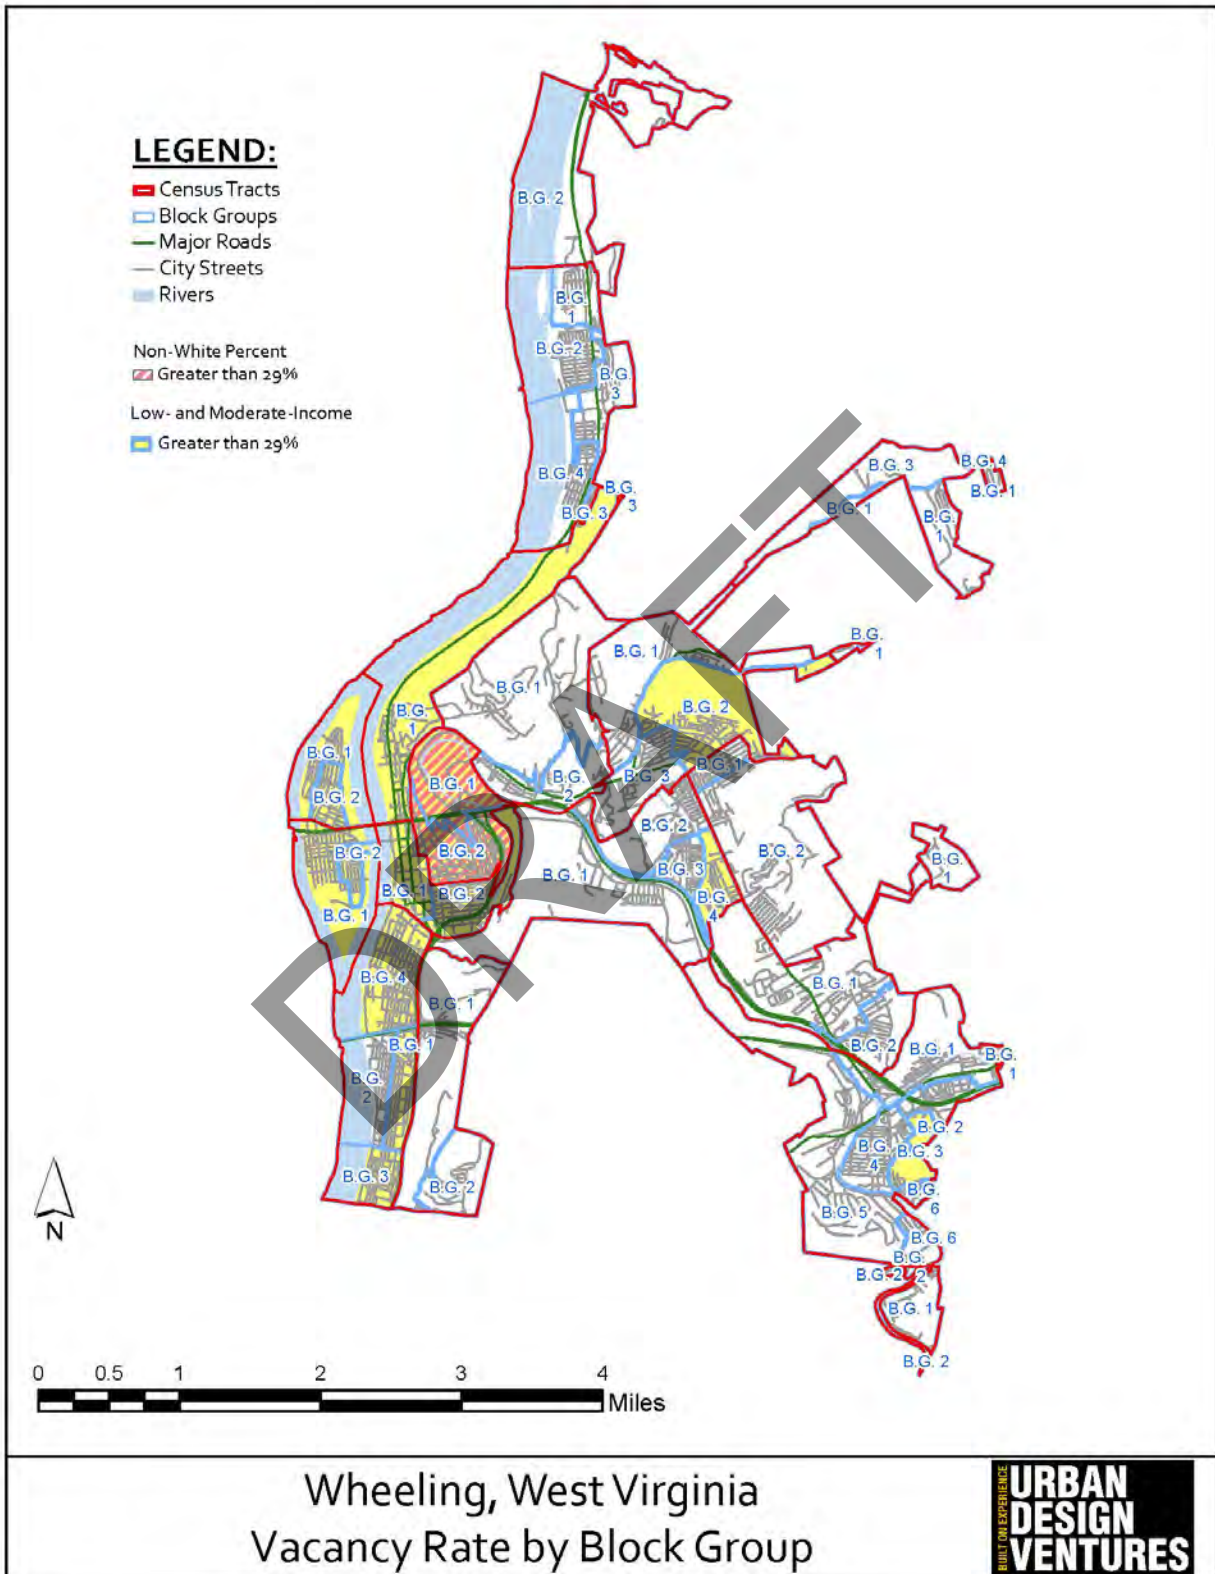 LEGEND:
Census Tracts
Block Groups
Major Roads
City Streets
Rivers
Non-White Percent
Greater than 29%
Low- and Moderate-Income
Greater than 29%
B.G. 2
B.G.
1
B.G. 2
B.G.
3
B.G. 4
B.G.
3
B.G. 3
B.G. 3
B.G. 4
B.G. 1
B.G. 1
B.G.
1
B.G. 1
B.G.
1
B.G. 1
B.G. 2
B.G.
1
B.G. 1
B.G. 1
B.G. 2
B.G.
2
B.G. 3
B.G. 1
B.G. 2
B.G. 2
B.G. 2
B.G. 2
B.G. 1
B.G. 3
B.G.
1
B.G. 1
B.G. 2
B.G.
4
B.G. 1
B.G. 4
B.G. 1
B.G. 1
B.G. 1
B.G. 2
B.G. 1
B.G.
1
B.G.
2
B.G. 2
B.G.
4
B.G. 3
B.G. 3
B.G. 2
B.G.
6
B.G. 5
B.G. 6
B.G.
2
B.G. 2
B.G. 1
B.G. 2
DRAFT
N
0 0.5 1 2 3 4
Miles
Wheeling, West Virginia
Vacancy Rate by Block Group
BUILT ON EXPERIENCE
URBAN
DESIGN
VENTURES